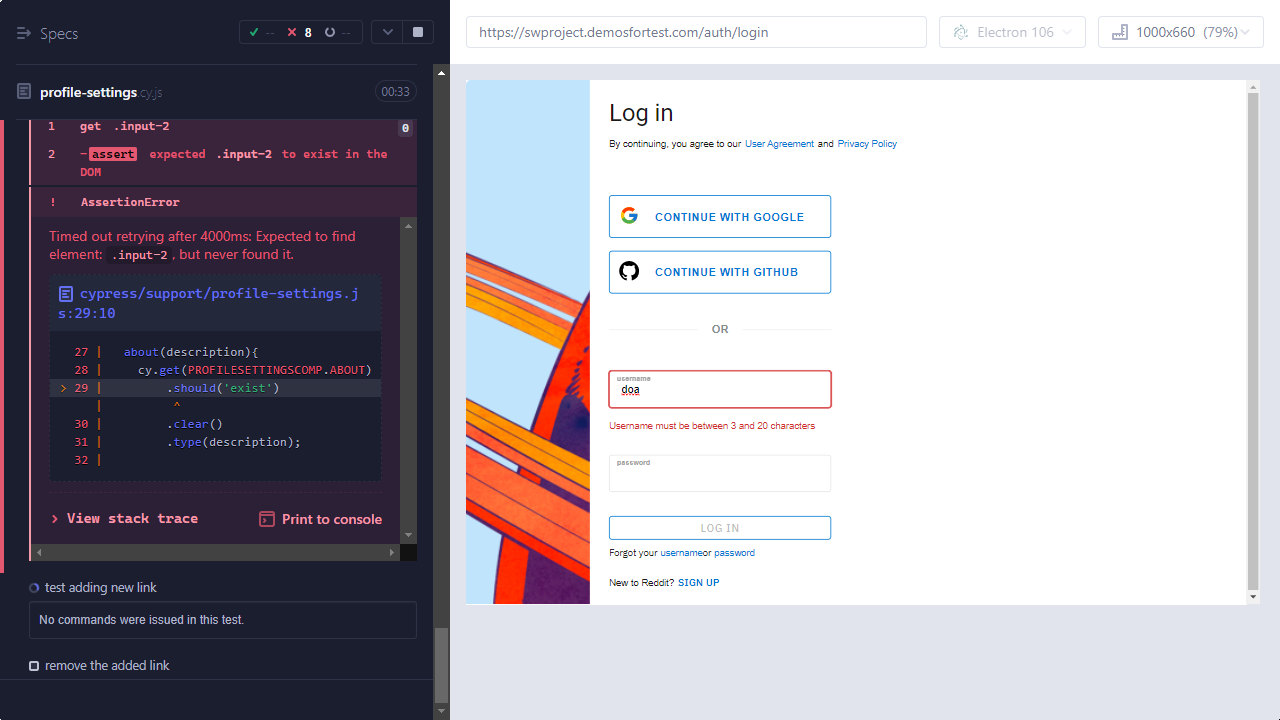 Specs
-- 8 --
profile-settings.cy.js
00:33
1 get .input-2 0
2 -assert expected .input-2 to exist in the
DOM
! AssertionError
Timed out retrying after 4000ms: Expected to find
element: .input-2, but never found it.
cypress/support/profile-settings.j
s:29:10
27 | about(description){
28 | cy.get(PROFILESETTINGSCOMP.ABOUT)
> 29 | .should('exist')
| ^
30 | .clear()
31 | .type(description);
32 |
> View stack trace
Print to console
test adding new link
No commands were issued in this test.
remove the added link
https://swproject.demosfortest.com/auth/login
Electron 106
1000x660 (79%)
Log in
By continuing, you agree to our User Agreement and Privacy Policy
CONTINUE WITH GOOGLE
CONTINUE WITH GITHUB
OR
username
doa
Username must be between 3 and 20 characters
password
LOG IN
Forgot your usernameor password
New to Reddit? SIGN UP